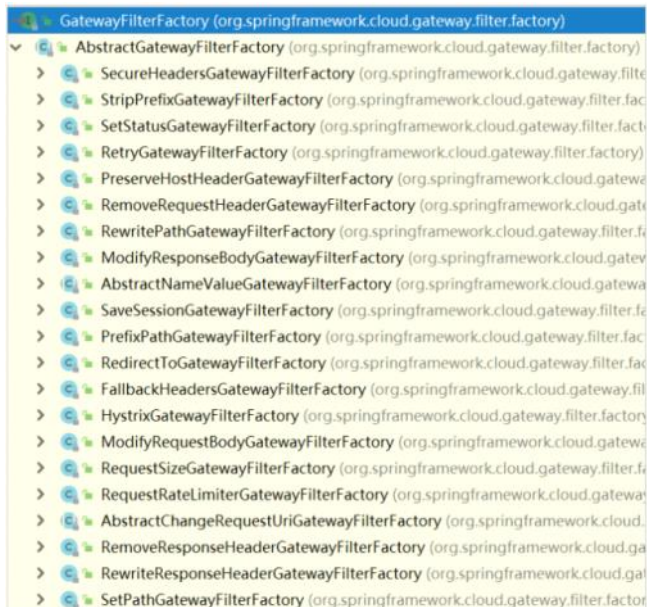 GatewayFilterFactory (org.springframework.cloud.gateway.filter.factory)
AbstractGatewayFilterFactory (org.springframework.cloud.gateway.filter.factory)
SecureHeadersGatewayFilterFactory (org.springframework.cloud.gateway.filte
StripPrefixGatewayFilterFactory (org.springframework.cloud.gateway.filter.fac
SetStatusGatewayFilterFactory (org.springframework.cloud.gateway.filter.fact
RetryGatewayFilterFactory (org.springframework.cloud.gateway.filter.factory)
PreserveHostHeaderGatewayFilterFactory (org.springframework.cloud.gatewa
RemoveRequestHeaderGatewayFilterFactory (org.springframework.cloud.gate
RewritePathGatewayFilterFactory (org.springframework.cloud.gateway.filter.fa
ModifyResponseBodyGatewayFilterFactory (org.springframework.cloud.gatew
AbstractNameValueGatewayFilterFactory (org.springframework.cloud.gatewa
SaveSessionGatewayFilterFactory (org.springframework.cloud.gateway.filter.fa
PrefixPathGatewayFilterFactory (org.springframework.cloud.gateway.filter.fac
RedirectToGatewayFilterFactory (org.springframework.cloud.gateway.filter.fac
FallbackHeadersGatewayFilterFactory (org.springframework.cloud.gateway.fil
HystrixGatewayFilterFactory (org.springframework.cloud.gateway.filter.factory
ModifyRequestBodyGatewayFilterFactory (org.springframework.cloud.gatewa
RequestSizeGatewayFilterFactory (org.springframework.cloud.gateway.filter.fa
RequestRateLimiterGatewayFilterFactory (org.springframework.cloud.gateway
AbstractChangeRequestUriGatewayFilterFactory (org.springframework.cloud.
RemoveResponseHeaderGatewayFilterFactory (org.springframework.cloud.ga
RewriteResponseHeaderGatewayFilterFactory (org.springframework.cloud.gat
SetPathGatewayFilterFactory (org.springframework.cloud.gateway.filter.factor